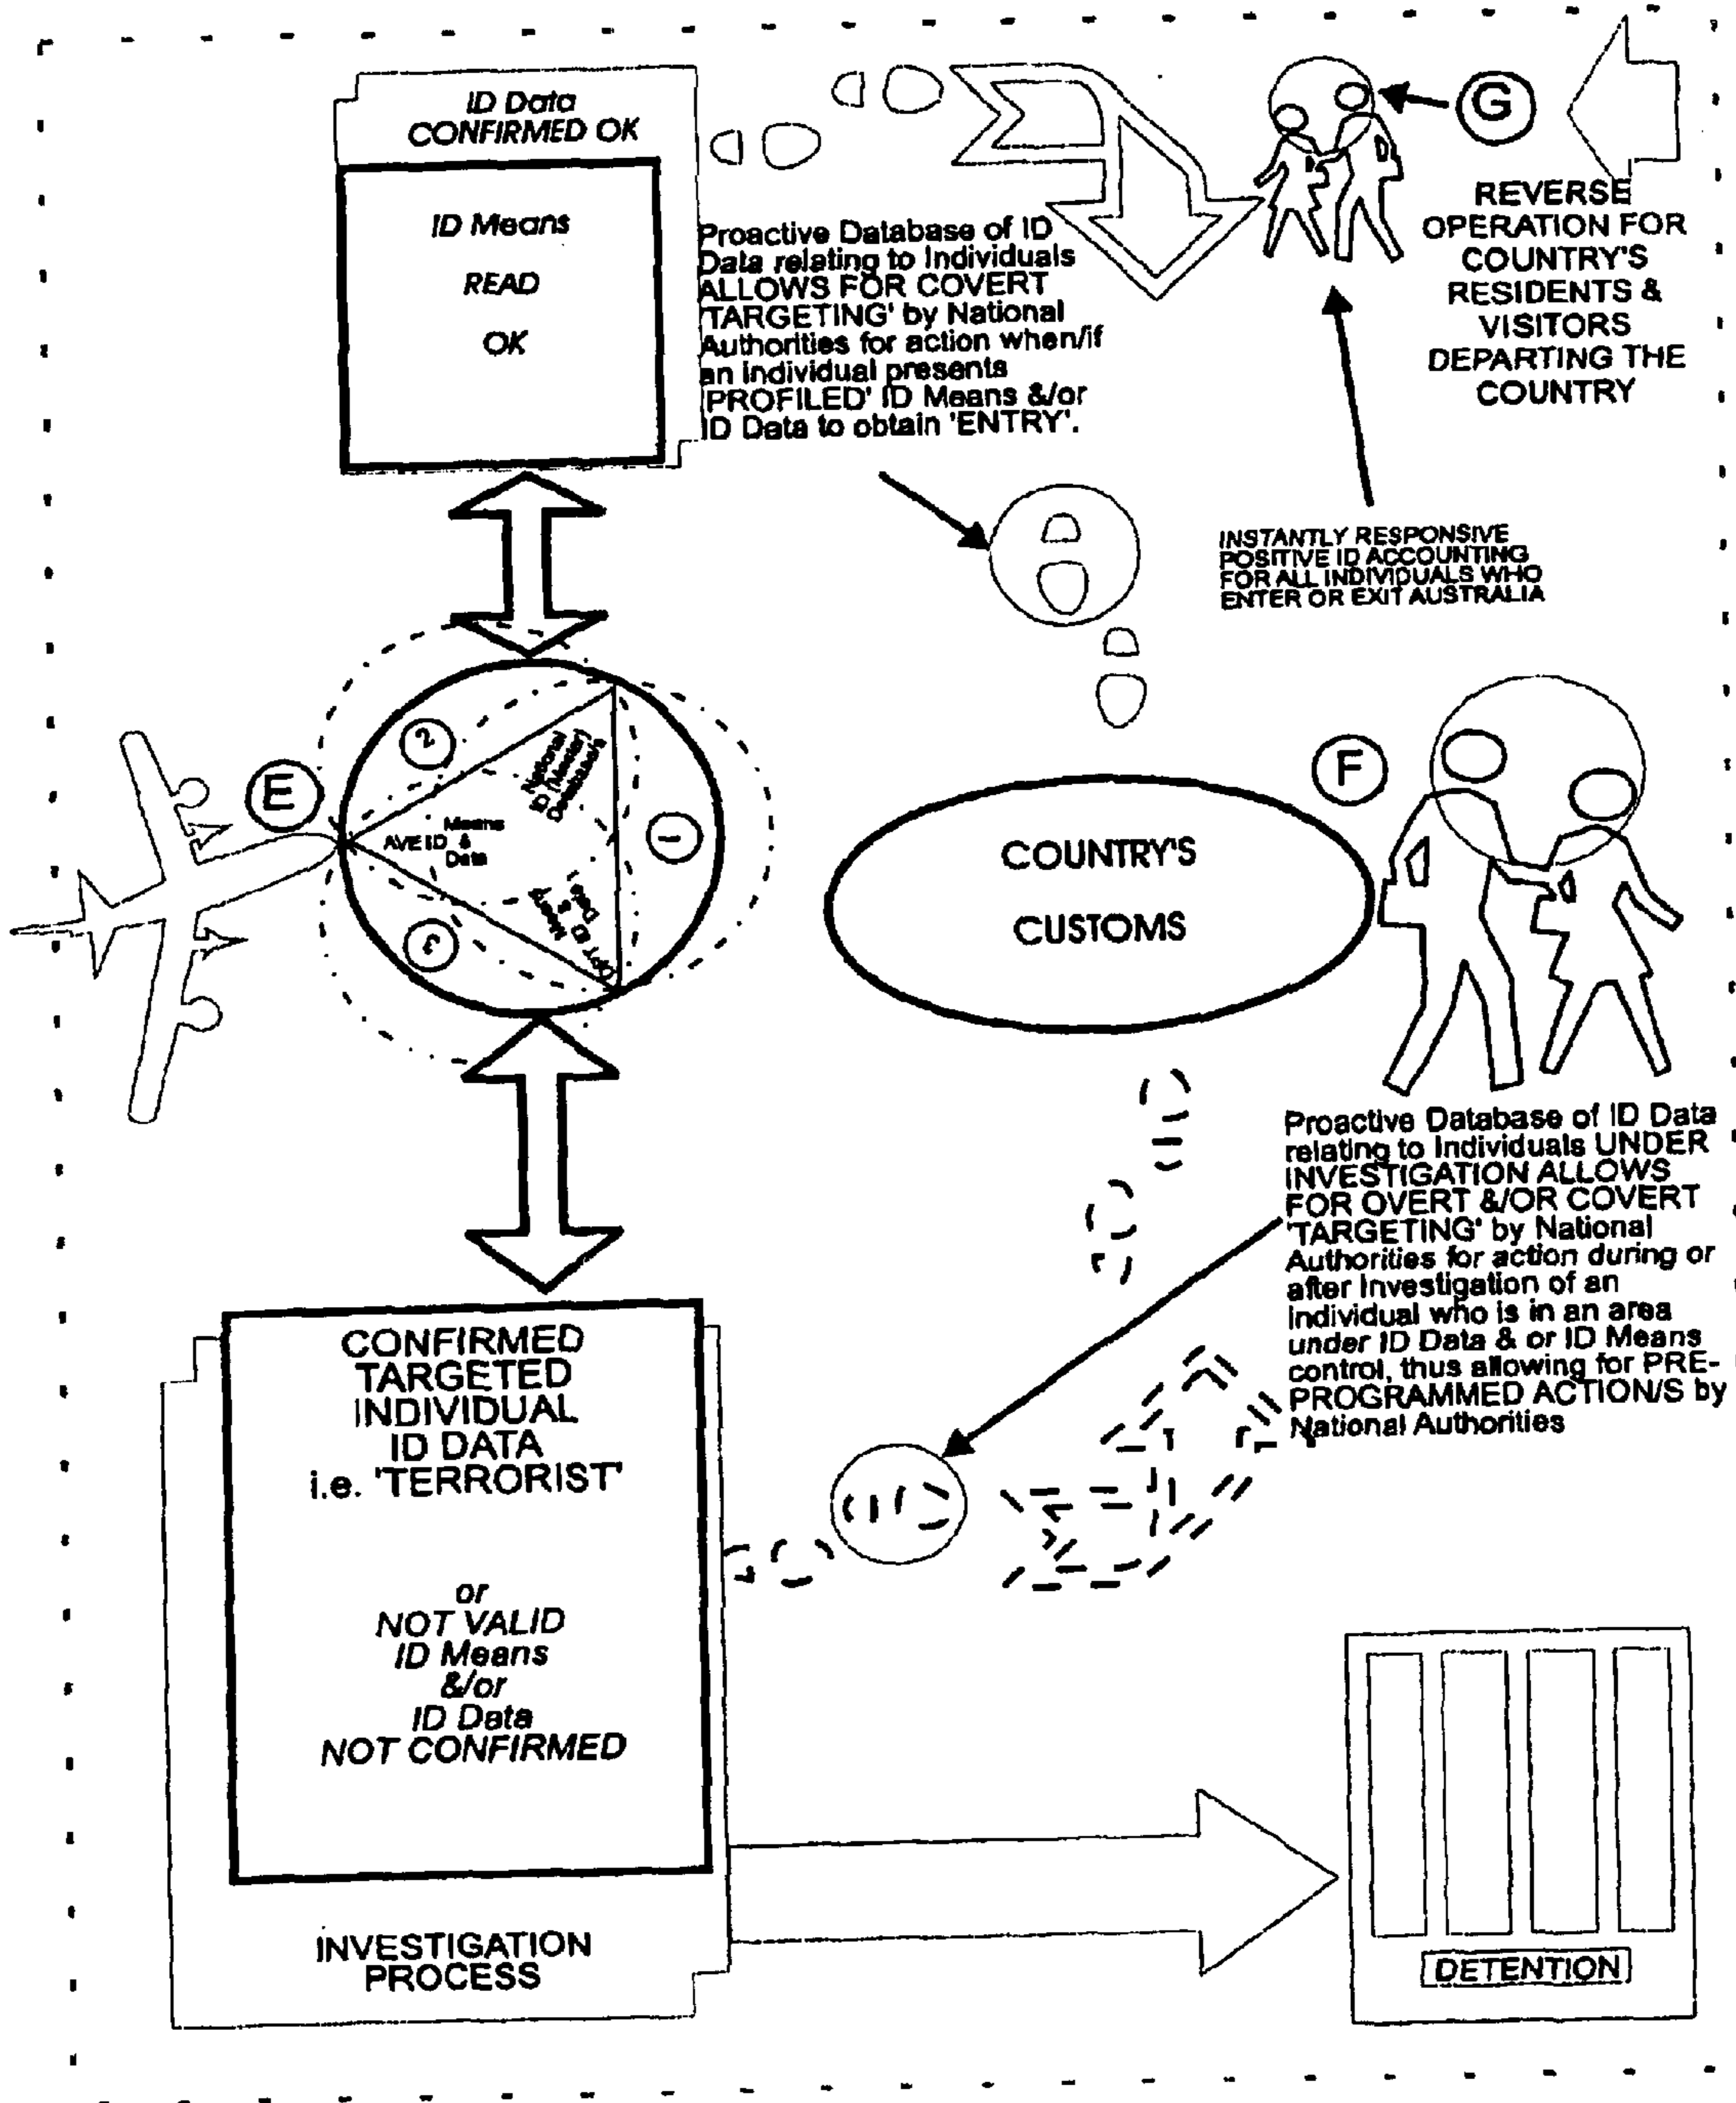 ID Data
CONFIRMED OK
ID Means
READ
OK
Proactive Database of ID
Data relating to Individuals
ALLOWS FOR COVERT
'TARGETING' by National
Authorities for action when/if
an individual presents
'PROFILED' ID Means &/or
ID Data to obtain 'ENTRY'.
G
REVERSE
OPERATION FOR
COUNTRY'S
RESIDENTS &
VISITORS
DEPARTING THE
COUNTRY
INSTANTLY RESPONSIVE
POSITIVE ID ACCOUNTING
FOR ALL INDIVIDUALS WHO
ENTER OR EXIT AUSTRALIA
E
2
National
ID (Master)
Database/s
Means
AVE ID &
Data
1
3
Means
&
Data
ID
F
COUNTRY'S
CUSTOMS
Proactive Database of ID Data
relating to Individuals UNDER
INVESTIGATION ALLOWS
FOR OVERT &/OR COVERT
'TARGETING' by National
Authorities for action during or
after Investigation of an
individual who is in an area
under ID Data & or ID Means
control, thus allowing for PRE-
PROGRAMMED ACTION/S by
National Authorities
CONFIRMED
TARGETED
INDIVIDUAL
ID DATA
i.e. 'TERRORIST'
or
NOT VALID
ID Means
&/or
ID Data
NOT CONFIRMED
INVESTIGATION
PROCESS
DETENTION